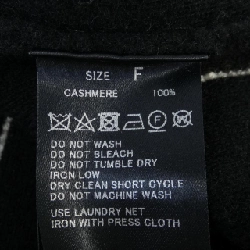 SIZE F
CASHMERE 100%
DO NOT WASH
DO NOT BLEACH
DO NOT TUMBLE DRY
IRON LOW
DRY CLEAN SHORT CYCLE
DO NOT MACHINE WASH
USE LAUNDRY NET
IRON WITH PRESS CLOTH